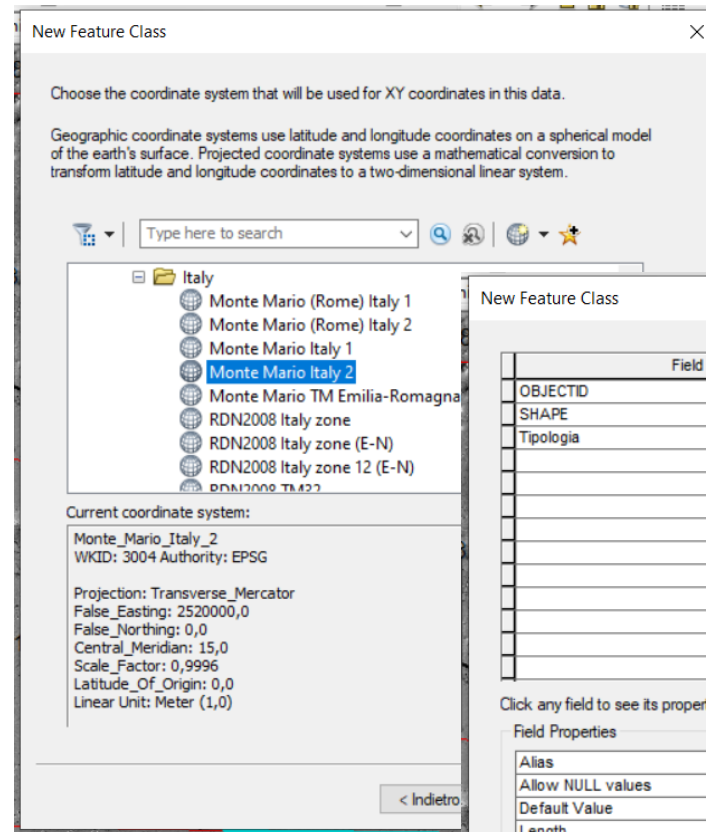 New Feature Class
Choose the coordinate system that will be used for XY coordinates in this data.
Geographic coordinate systems use latitude and longitude coordinates on a spherical model
of the earth's surface. Projected coordinate systems use a mathematical conversion to
transform latitude and longitude coordinates to a two-dimensional linear system.
Type here to search
Italy
Monte Mario (Rome) Italy 1
Monte Mario (Rome) Italy 2
Monte Mario Italy 1
Monte Mario Italy 2
Monte Mario TM Emilia-Romagna
RDN2008 Italy zone
RDN2008 Italy zone (E-N)
RDN2008 Italy zone 12 (E-N)
RDN2008 TM32
Current coordinate system:
Monte_Mario_Italy_2
WKID: 3004 Authority: EPSG
Projection: Transverse_Mercator
False_Easting: 2520000,0
False_Northing: 0,0
Central_Meridian: 15,0
Scale_Factor: 0,9996
Latitude_Of_Origin: 0,0
Linear Unit: Meter (1,0)
< Indietro
New Feature Class
Field
OBJECTID
SHAPE
Tipologia
Click any field to see its propert
Field Properties
Alias
Allow NULL values
Default Value
Length